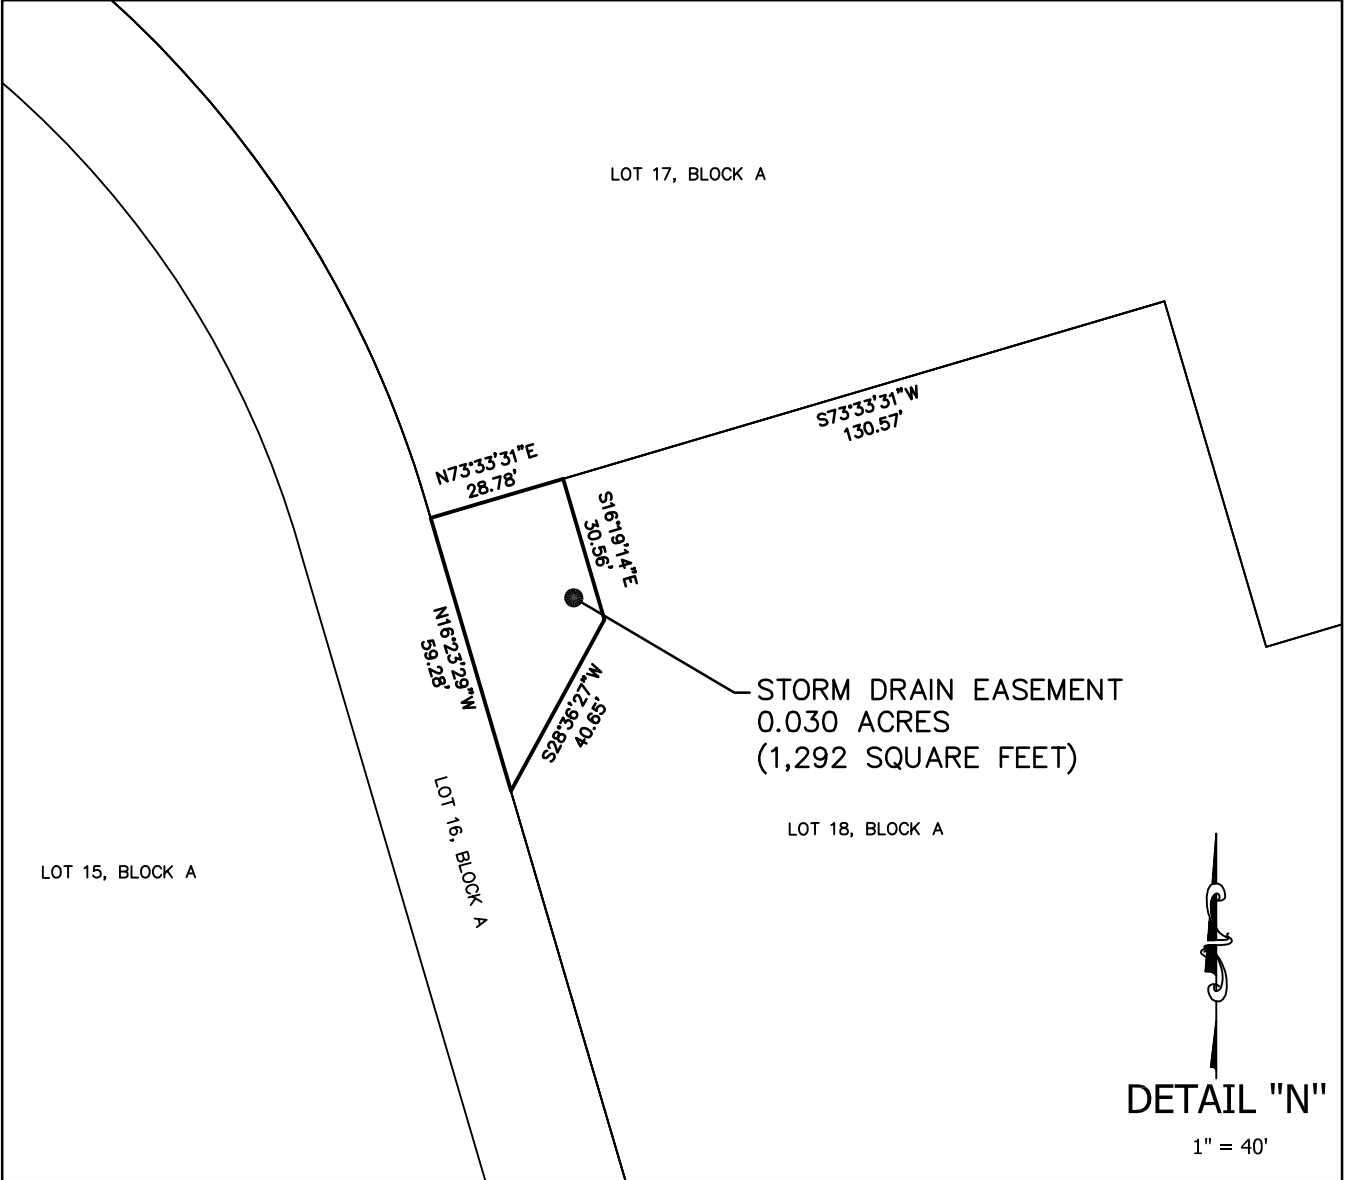 LOT 17, BLOCK A
S73°33'31"W
130.57'
N73°33'31"E
28.78'
S16°19'14"E
30.56'
N16°23'29"W
59.28'
S28°36'27"W
40.65'
STORM DRAIN EASEMENT
0.030 ACRES
(1,292 SQUARE FEET)
LOT 16, BLOCK A
LOT 18, BLOCK A
LOT 15, BLOCK A
DETAIL "N"
1" = 40'